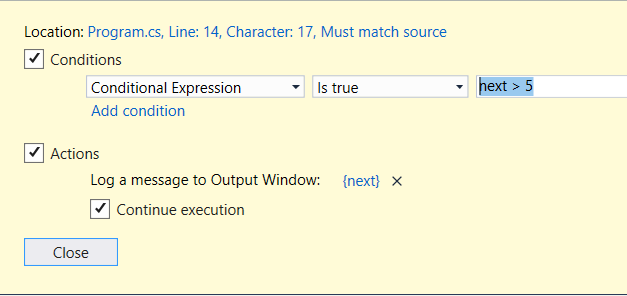 Location: Program.cs, Line: 14, Character: 17, Must match source
Conditions
Conditional Expression Is true next > 5
Add condition
Actions
Log a message to Output Window: {next} ×
Continue execution
Close